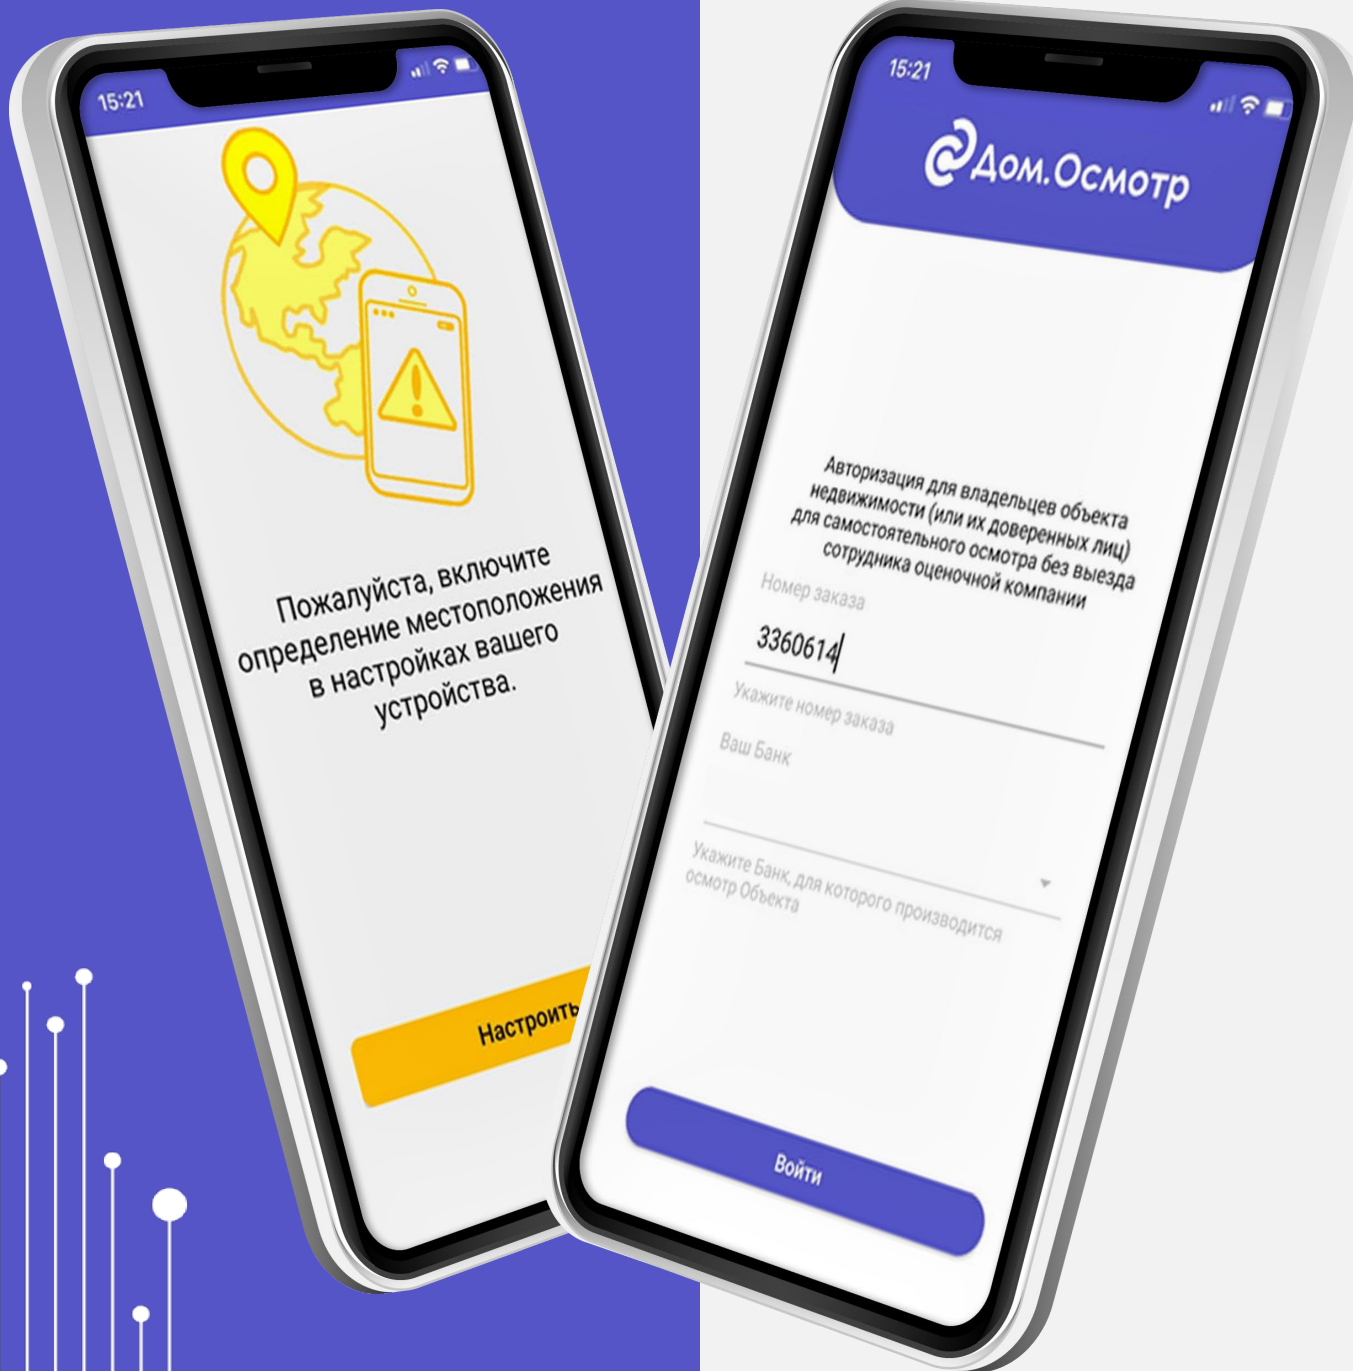 15:21
Пожалуйста, включите
определение местоположения
в настройках вашего
устройства.
Настроить
15:21
Дом.Осмотр
Авторизация для владельцев объекта
недвижимости (или их доверенных лиц)
для самостоятельного осмотра без выезда
сотрудника оценочной компании
Номер заказа
3360614
Укажите номер заказа
Ваш Банк
Укажите Банк, для которого производится
осмотр Объекта
Войти